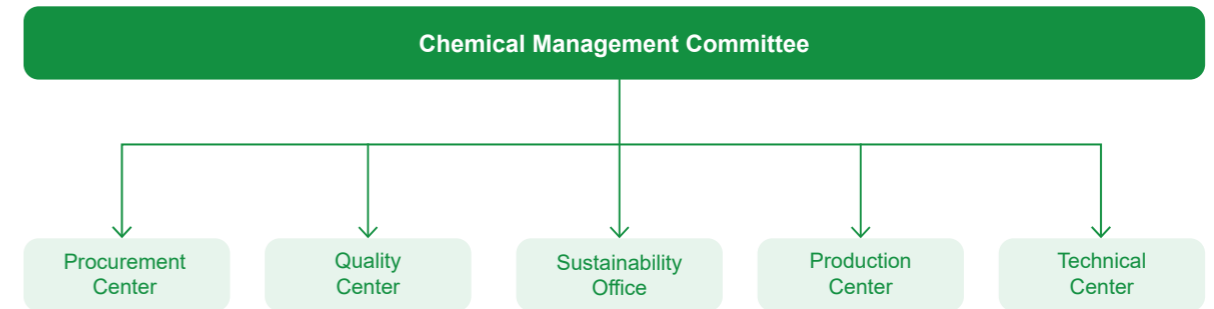 Chemical Management Committee
Procurement
Center
Quality
Center
Sustainability
Office
Production
Center
Technical
Center